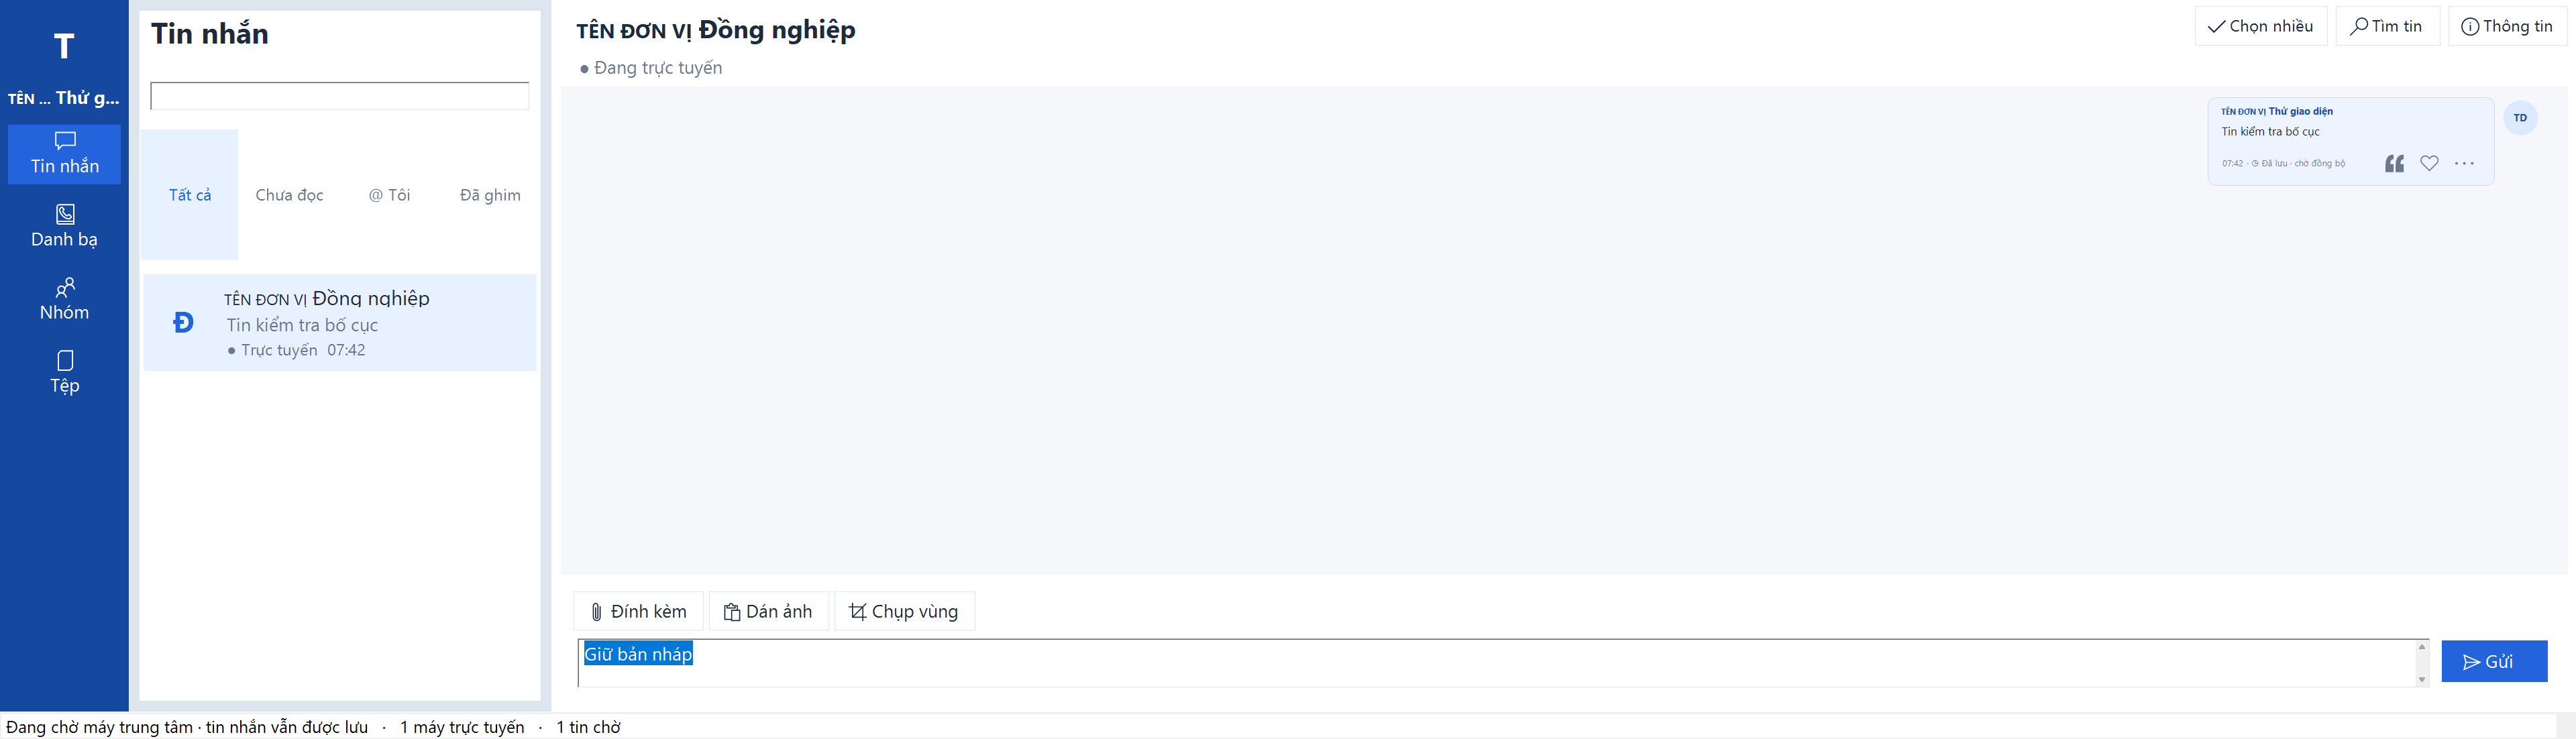 T
TÊN ... Thử g...
Tin nhắn
Danh bạ
Nhóm
Tệp
Tin nhắn
Tất cả
Chưa đọc
@ Tôi
Đã ghim
Đ
TÊN ĐƠN VỊ Đồng nghiệp
Tin kiểm tra bố cục
● Trực tuyến 07:42
TÊN ĐƠN VỊ Đồng nghiệp
● Đang trực tuyến
Chọn nhiều
Tìm tin
Thông tin
TÊN ĐƠN VỊ Thử giao diện
Tin kiểm tra bố cục
07:42 · Đã lưu · chờ đồng bộ
TD
Đính kèm
Dán ảnh
Chụp vùng
Giữ bản nháp
Gửi
Đang chờ máy trung tâm · tin nhắn vẫn được lưu · 1 máy trực tuyến · 1 tin chờ